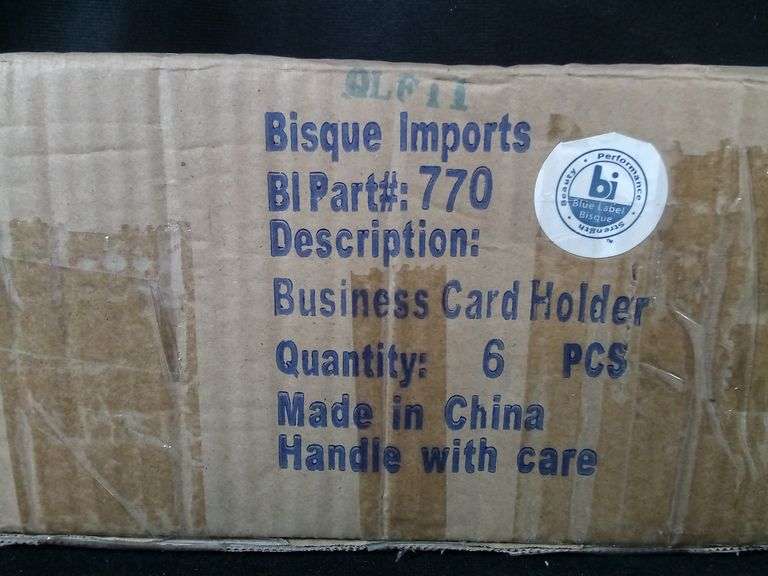 QLF11
Bisque Imports
BI Part#: 770
Description:
Business Card Holder
Quantity: 6 PCS
Made in China
Handle with care
Beauty • Performance • Strength
bi
Blue Label
Bisque